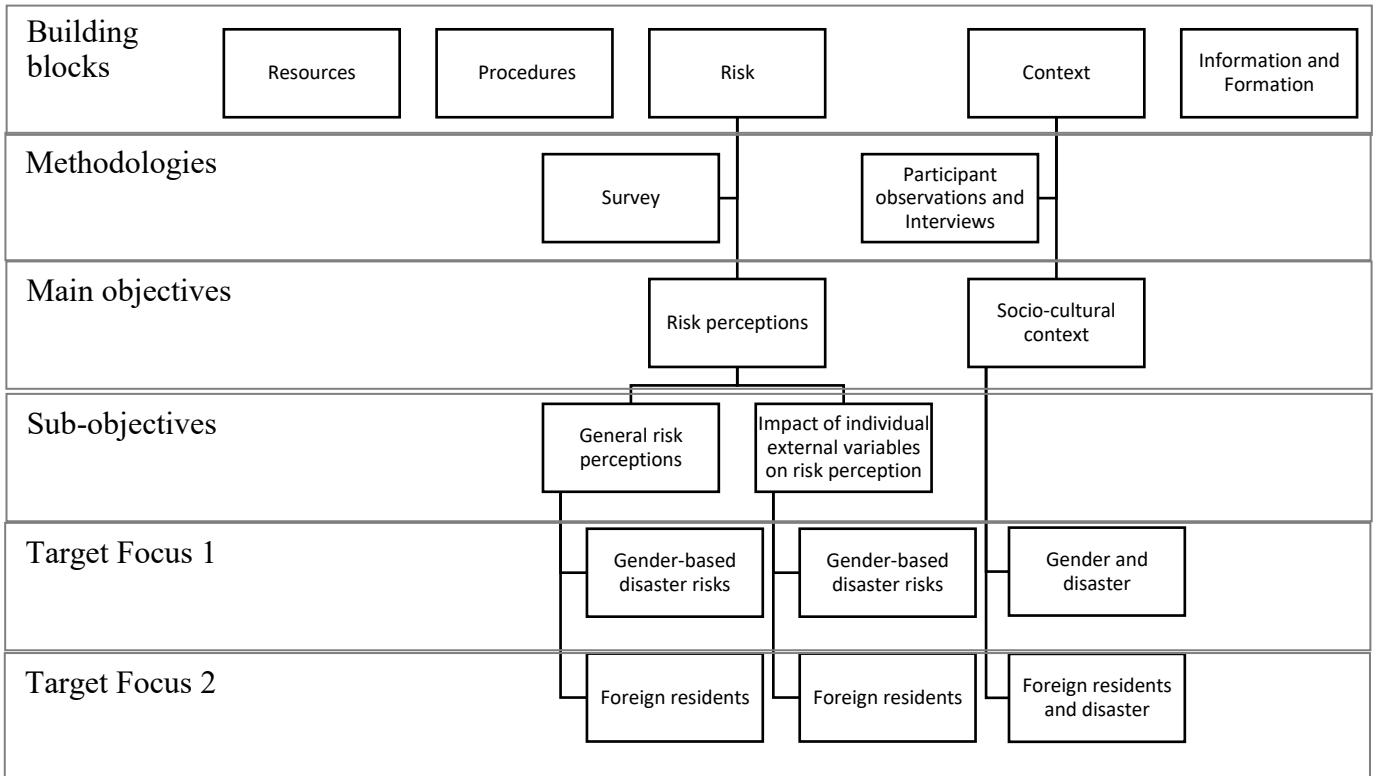 Building
blocks
Resources
Procedures
Risk
Context
Information and
Formation
Methodologies
Survey
Participant
observations and
Interviews
Main objectives
Risk perceptions
Socio-cultural
context
Sub-objectives
General risk
perceptions
Impact of individual
external variables
on risk perception
Target Focus 1
Gender-based
disaster risks
Gender-based
disaster risks
Gender and
disaster
Target Focus 2
Foreign residents
Foreign residents
Foreign residents
and disaster